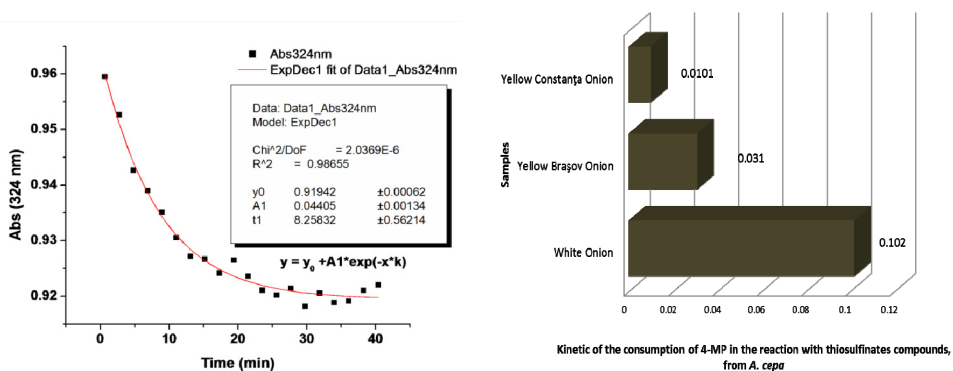 Abs324nm
ExpDec1 fit of Data1_Abs324nm
Data: Data1_Abs324nm
Model: ExpDec1
Chi^2/DoF = 2.0369E-6
R^2 = 0.98655
y0 0.91942 ±0.00062
A1 0.04405 ±0.00134
t1 8.25832 ±0.56214
y = y0 +A1*exp(-x*k)
Abs (324 nm)
0.96
0.95
0.94
0.93
0.92
0 10 20 30 40
Time (min)
Samples
Yellow Constanţa Onion 0.0101
Yellow Braşov Onion 0.031
White Onion 0.102
0 0.02 0.04 0.06 0.08 0.1 0.12
Kinetic of the consumption of 4-MP in the reaction with thiosulfinates compounds,
from A. cepa